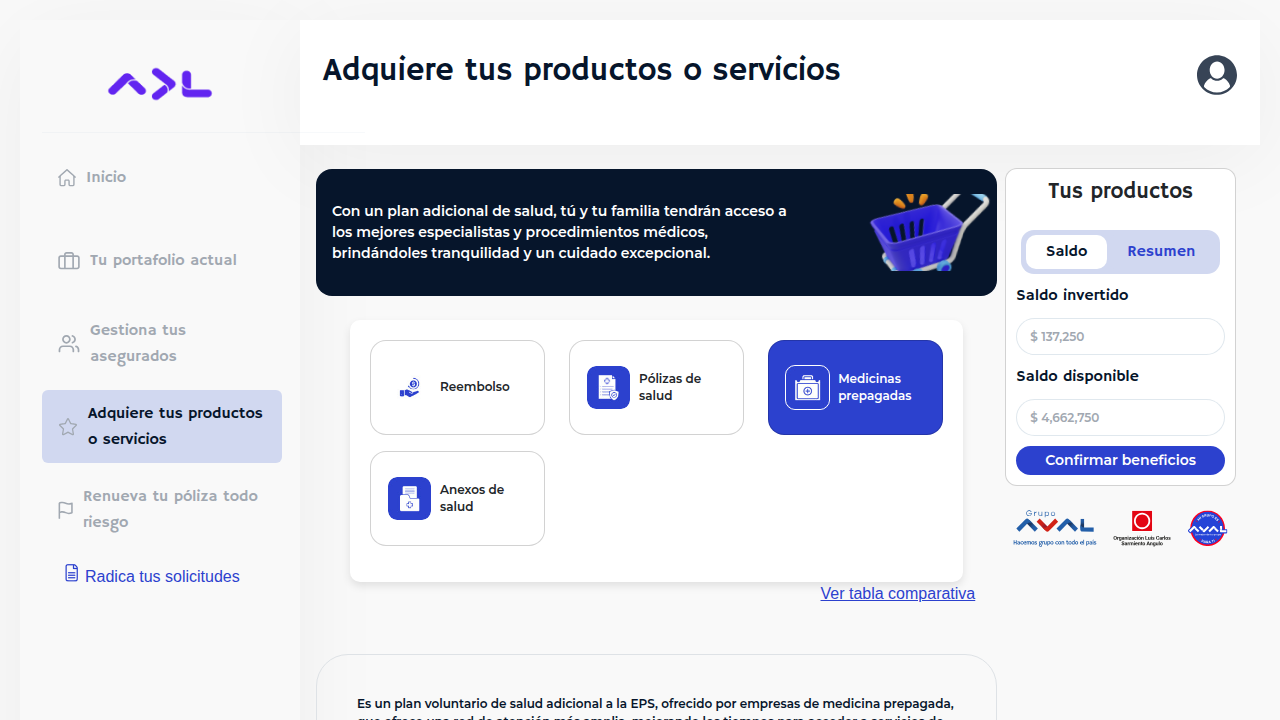 Adquiere tus productos o servicios
Inicio
Tu portafolio actual
Gestiona tus
asegurados
Adquiere tus productos
o servicios
Renueva tu póliza todo
riesgo
Radica tus solicitudes
Con un plan adicional de salud, tú y tu familia tendrán acceso a
los mejores especialistas y procedimientos médicos,
brindándoles tranquilidad y un cuidado excepcional.
Reembolso
Pólizas de
salud
Medicinas
prepagadas
Anexos de
salud
Ver tabla comparativa
Es un plan voluntario de salud adicional a la EPS, ofrecido por empresas de medicina prepagada,
Tus productos
Saldo
Resumen
Saldo invertido
$ 137,250
Saldo disponible
$ 4,662,750
Confirmar beneficios
Grupo
AVAL
Hacemos grupo con todo el país
Organización Luis Carlos
Sarmiento Angulo
AVAL